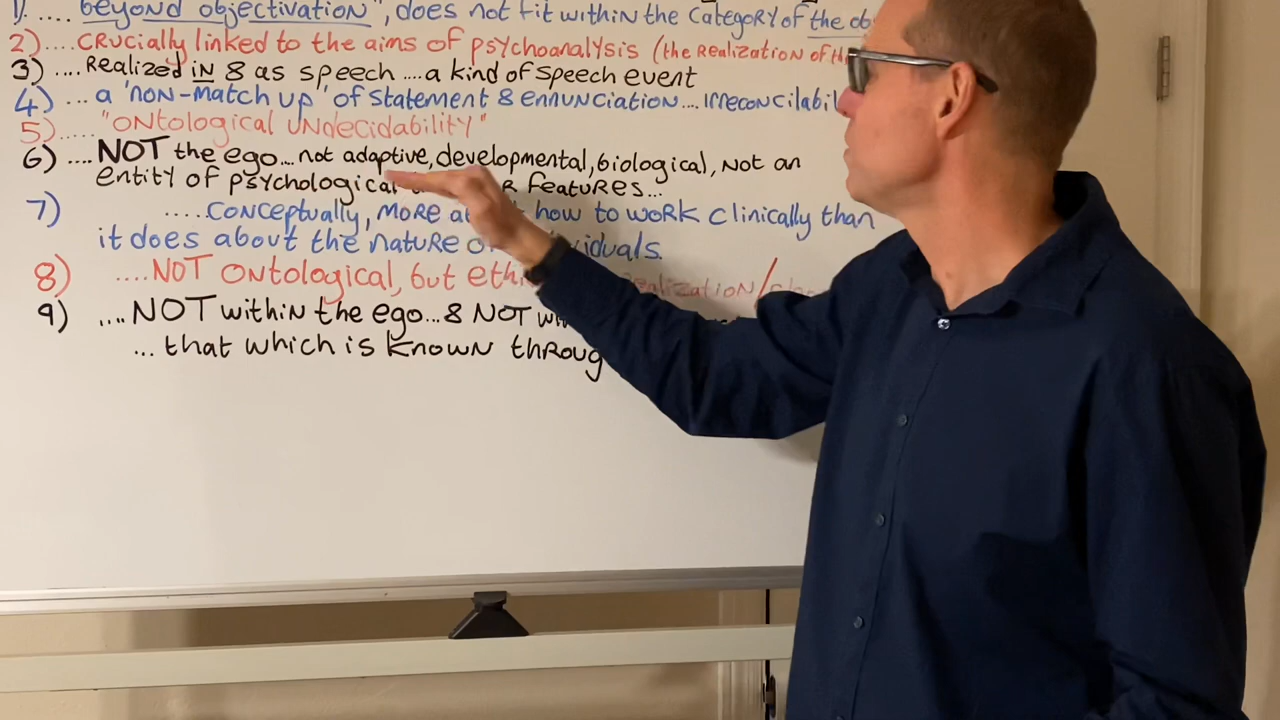 1). .... beyond objectivation", does not fit within the category of the
2).... crucially linked to the aims of psychoanalysis (the realization of
3) .... Realized in & as speech .... a kind of speech event
4) ... a 'non-match up' of statement & ennunciation....
5)..... "Ontological undecidability"
6) .... NOT the ego... not adaptive, developmental, biological, not an
entity of psychological features...
7) ..... conceptually, more how to work clinically than
it does about the nature
8) .... NOT ontological, but
9) .... NOT within the ego... & NOT
... that which is known